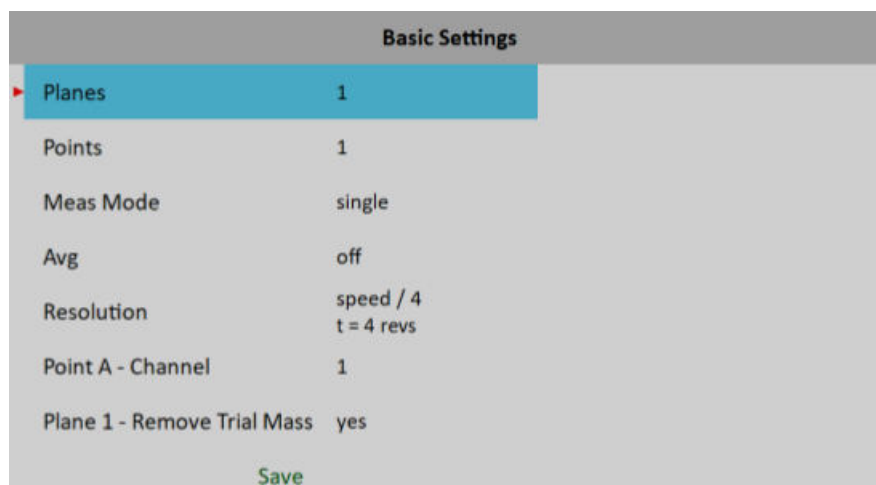 Basic Settings
Planes 1
Points 1
Meas Mode single
Avg off
Resolution speed / 4
t = 4 revs
Point A - Channel 1
Plane 1 - Remove Trial Mass yes
Save